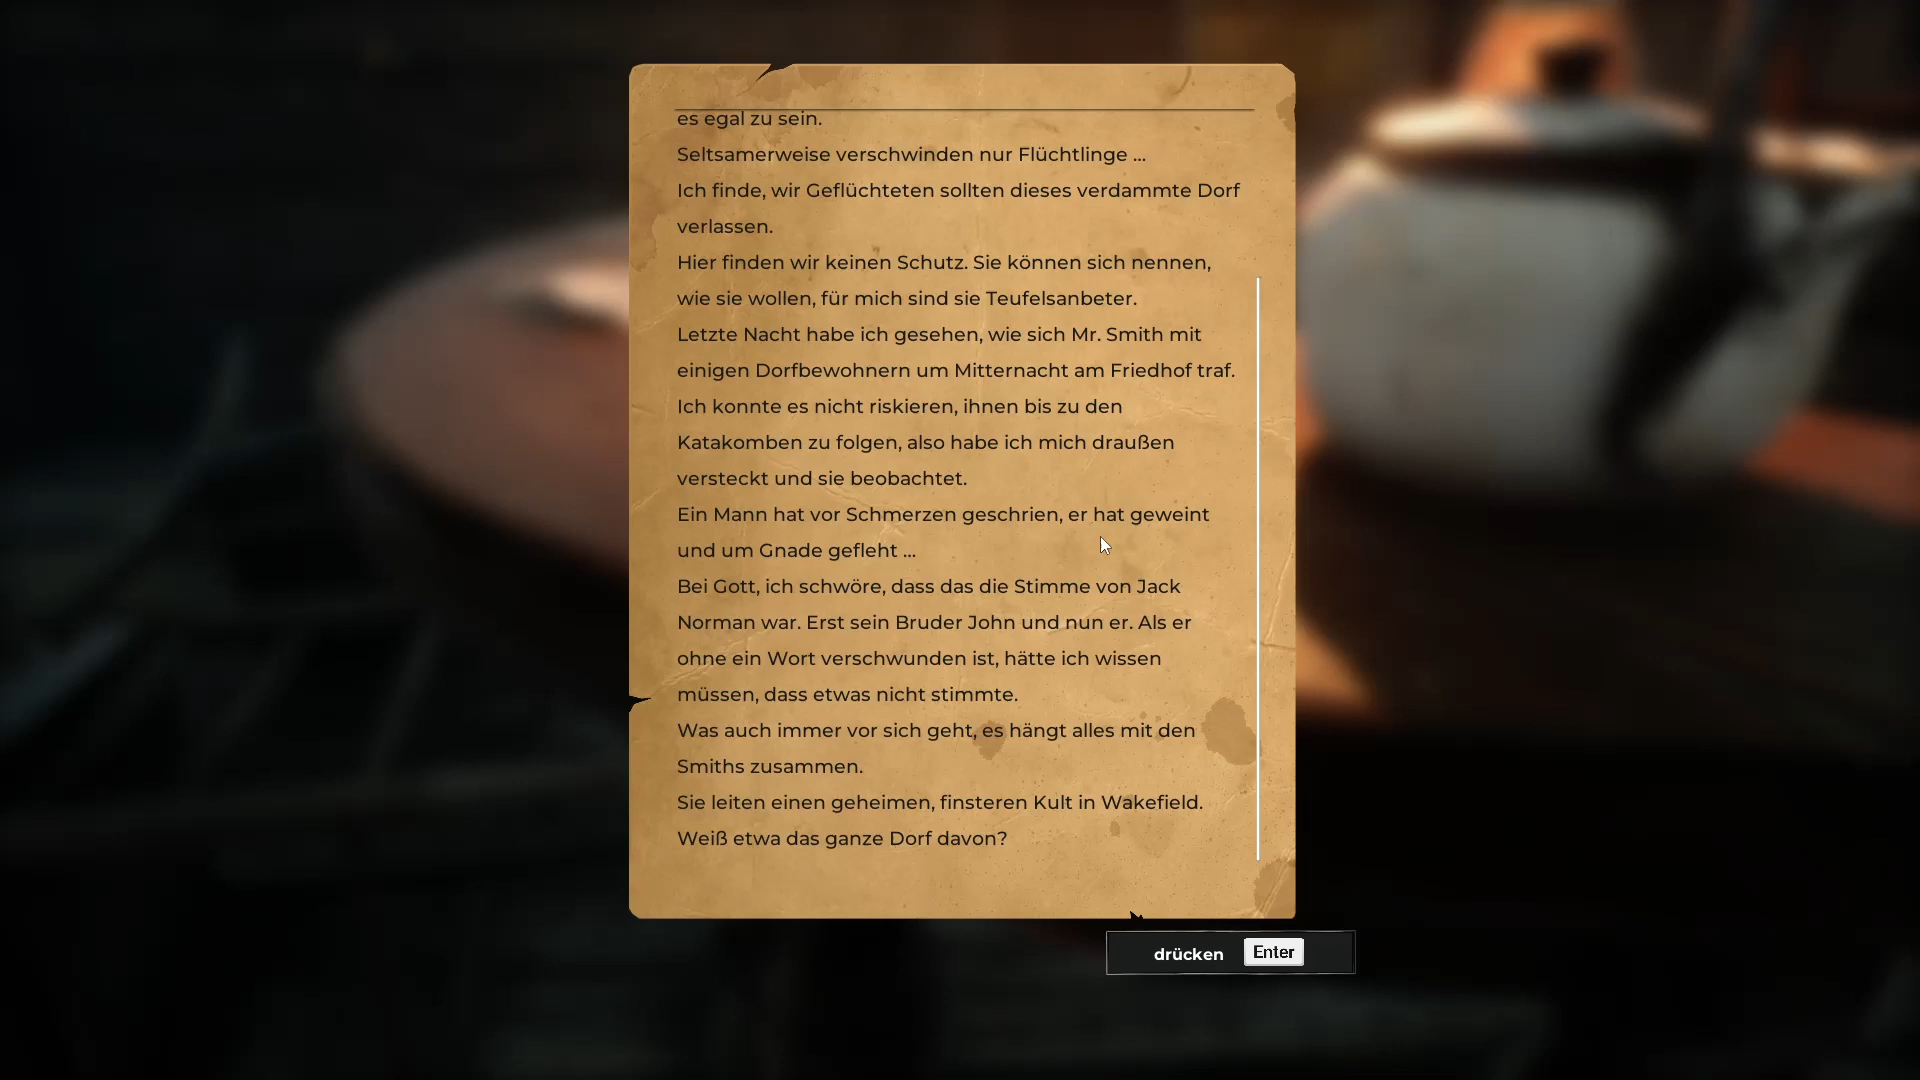 es egal zu sein.
Seltsamerweise verschwinden nur Flüchtlinge ...
Ich finde, wir Geflüchteten sollten dieses verdammte Dorf
verlassen.
Hier finden wir keinen Schutz. Sie können sich nennen,
wie sie wollen, für mich sind sie Teufelsanbeter.
Letzte Nacht habe ich gesehen, wie sich Mr. Smith mit
einigen Dorfbewohnern um Mitternacht am Friedhof traf.
Ich konnte es nicht riskieren, ihnen bis zu den
Katakomben zu folgen, also habe ich mich draußen
versteckt und sie beobachtet.
Ein Mann hat vor Schmerzen geschrien, er hat geweint
und um Gnade gefleht ...
Bei Gott, ich schwöre, dass das die Stimme von Jack
Norman war. Erst sein Bruder John und nun er. Als er
ohne ein Wort verschwunden ist, hätte ich wissen
müssen, dass etwas nicht stimmte.
Was auch immer vor sich geht, es hängt alles mit den
Smiths zusammen.
Sie leiten einen geheimen, finsteren Kult in Wakefield.
Weiß etwa das ganze Dorf davon?
drücken Enter